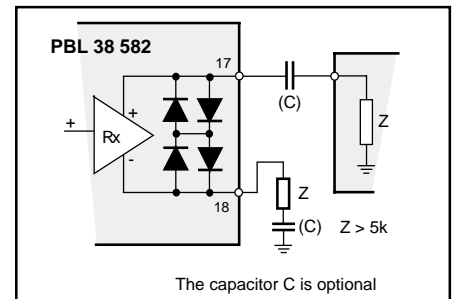 PBL 38 582
17
(C)
+
+
Rx
-
Z
Z
18
(C)
Z > 5k
The capacitor C is optional